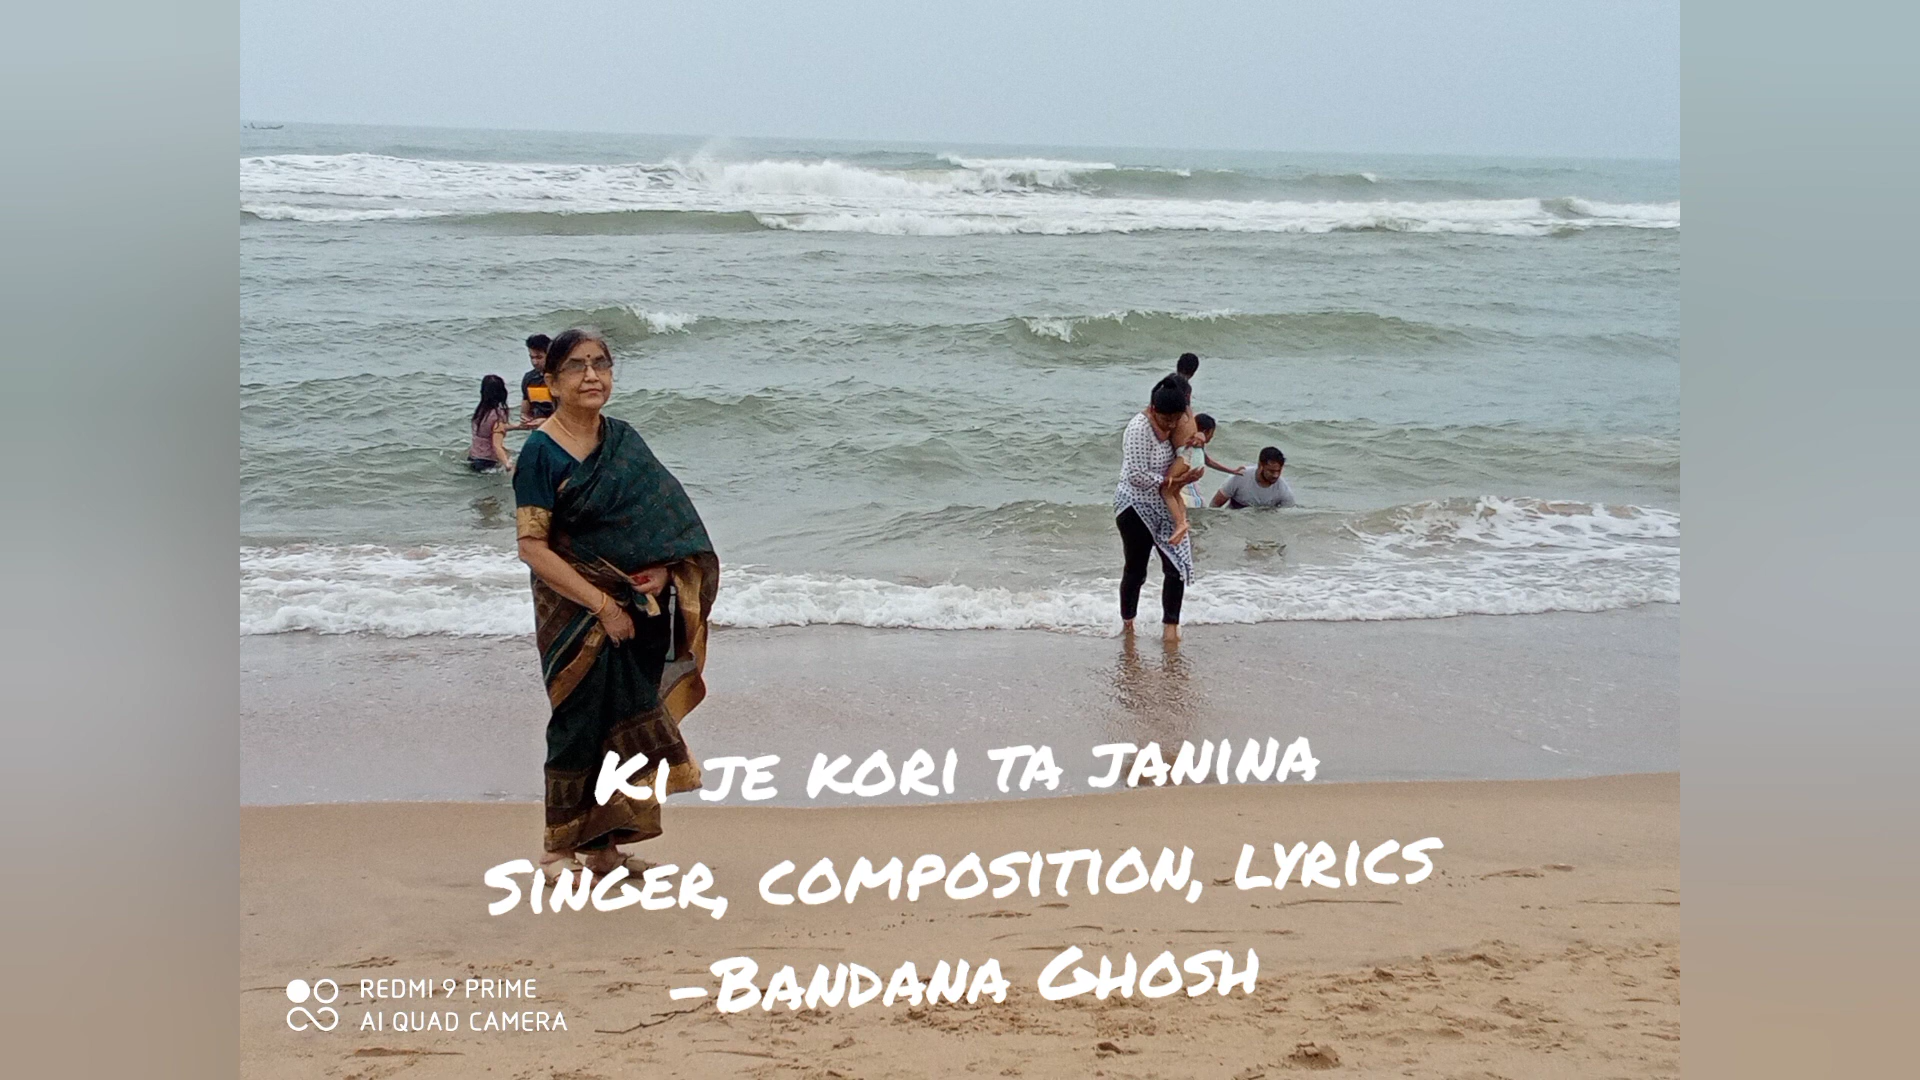 Ki je kori ta janina
Singer, composition, lyrics
-Bandana Ghosh
REDMI 9 PRIME
AI QUAD CAMERA